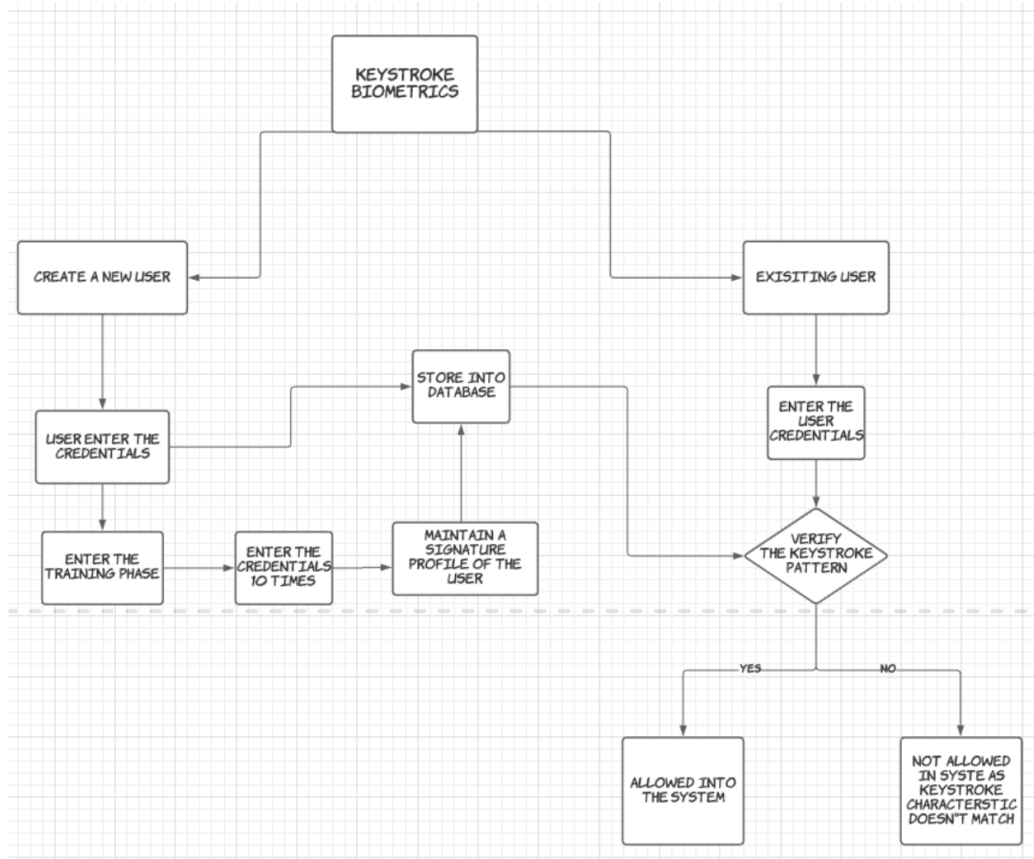 KEYSTROKE
BIOMETRICS
CREATE A NEW USER
EXISITING USER
STORE INTO
DATABASE
USER ENTER THE
CREDENTIALS
ENTER THE
USER
CREDENTIALS
ENTER THE
TRAINING PHASE
ENTER THE
CREDENTIALS
10 TIMES
MAINTAIN A
SIGNATURE
PROFILE OF THE
USER
VERIFY
THE KEYSTROKE
PATTERN
YES
NO
ALLOWED INTO
THE SYSTEM
NOT ALLOWED
IN SYSTE AS
KEYSTROKE
CHARACTERSTIC
DOESN"T MATCH